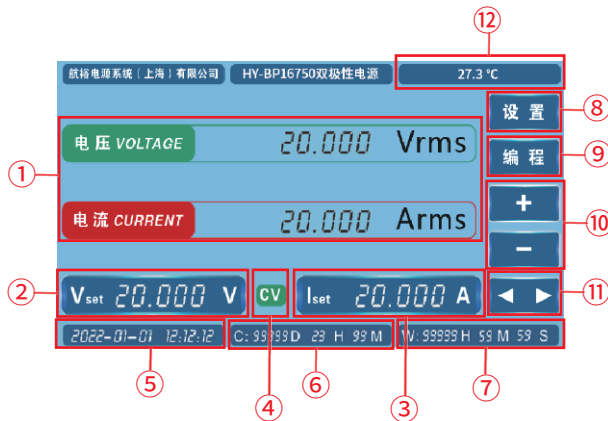 ⑫
航裕电源系统（上海）有限公司 HY-BP16750双极性电源 27.3 ℃
设 置 ⑧
电 压 VOLTAGE 20.000 Vrms
编 程 ⑨
①
+
电 流 CURRENT 20.000 Arms ⑩
−
② Vset 20.000 V CV Iset 20.000 A ◀ ▶ ⑪
2022-01-01 12:12:12 C: 99999D 23 H 99 M W: 99999 H 59 M 59 S
⑤ ④ ⑥ ③ ⑦